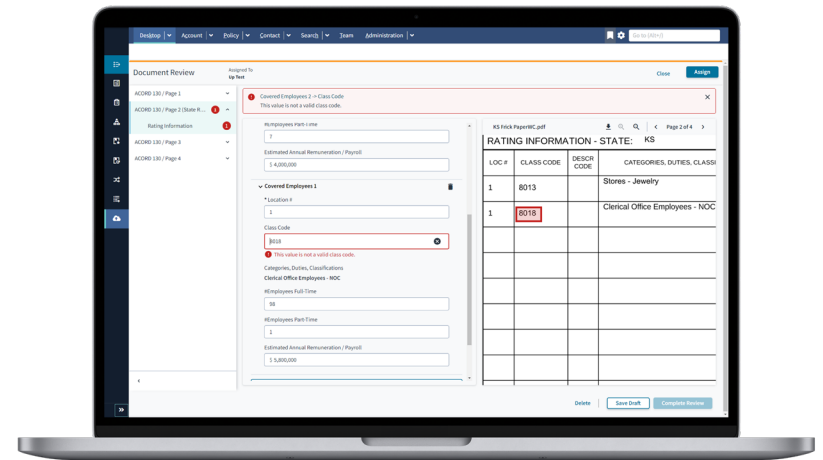 Desktop Account Policy Contact Search Team Administration Go to (Alt+/)
Document Review
Assigned To
Up Test
Close Assign
ACORD 130 / Page 1
ACORD 130 / Page 2 (State R... 1
Rating Information 1
ACORD 130 / Page 3
ACORD 130 / Page 4
Covered Employees 2 -> Class Code
This value is not a valid class code.
#Employees Part-Time
7
Estimated Annual Remuneration / Payroll
$ 4,000,000
Covered Employees 1
* Location #
1
Class Code
8018
This value is not a valid class code.
Categories, Duties, Classifications
Clerical Office Employees - NOC
#Employees Full-Time
98
#Employees Part-Time
1
Estimated Annual Remuneration / Payroll
$ 5,800,000
KS Frick PaperWC.pdf Page 2 of 4
RATING INFORMATION - STATE: KS
LOC # CLASS CODE DESCR CODE CATEGORIES, DUTIES, CLASSI
1 8013 Stores - Jewelry
1 8018 Clerical Office Employees - NOC
Delete Save Draft Complete Review